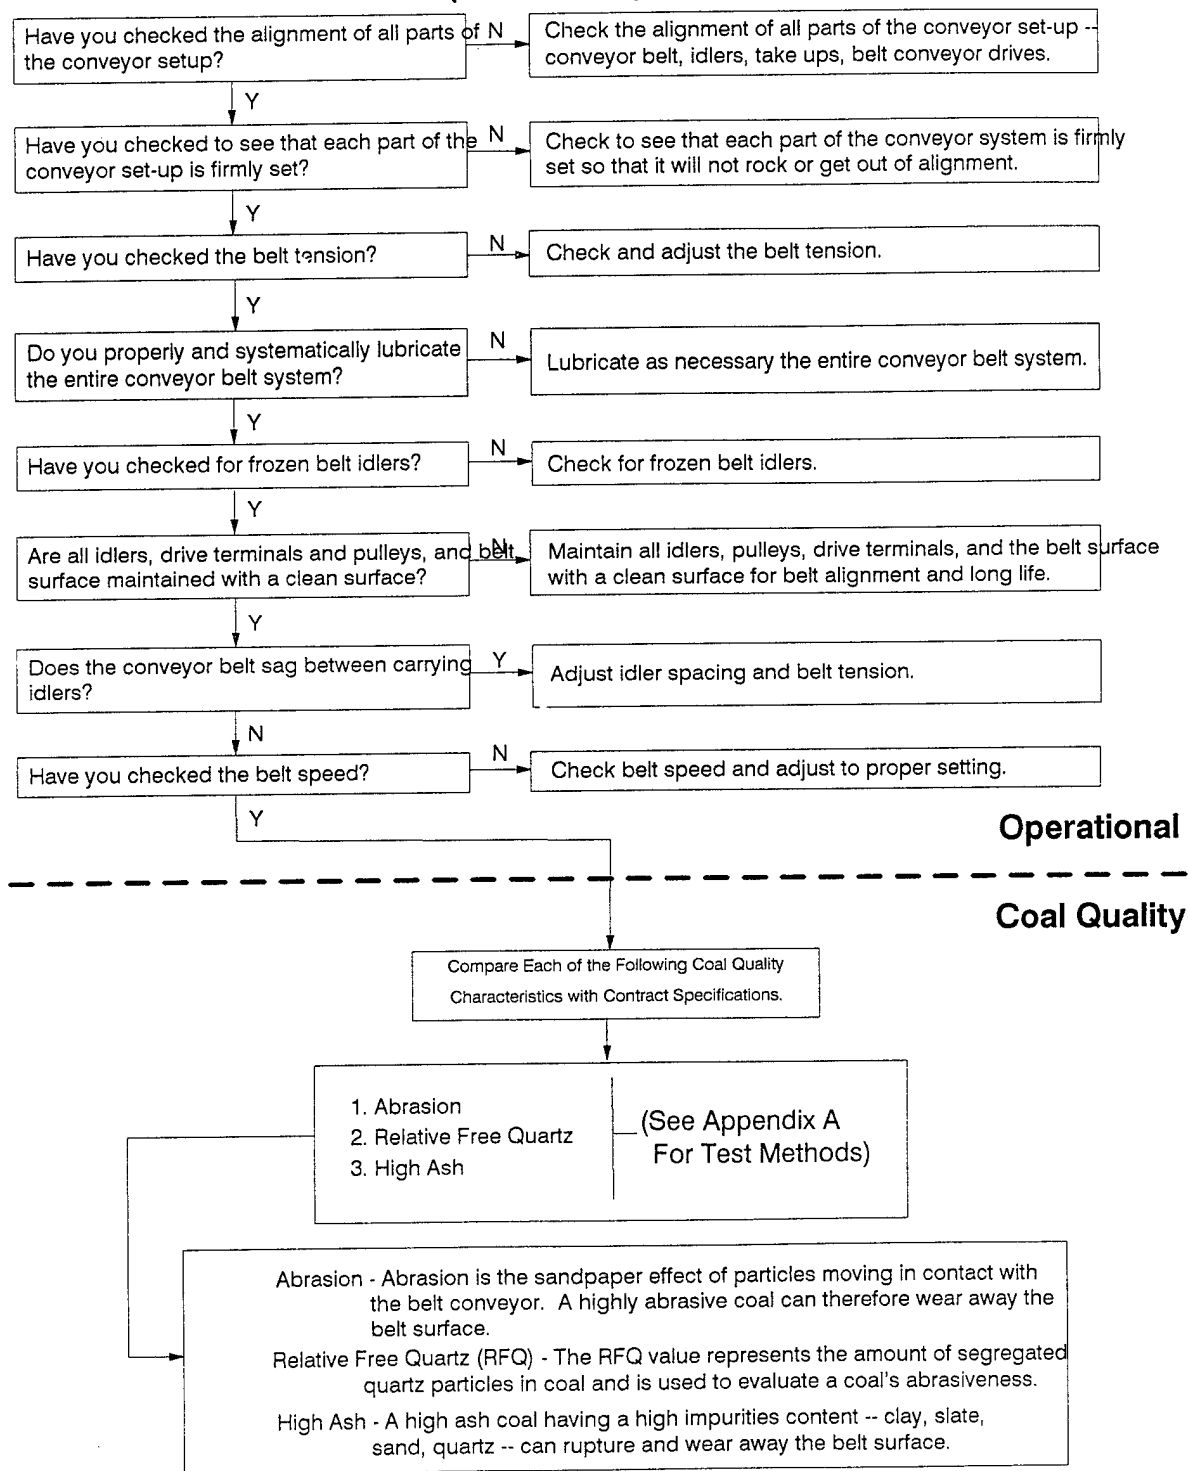 Have you checked the alignment of all parts of
the conveyor setup?
N
Check the alignment of all parts of the conveyor set-up --
conveyor belt, idlers, take ups, belt conveyor drives.
Y
Have you checked to see that each part of the
conveyor set-up is firmly set?
N
Check to see that each part of the conveyor system is firmly
set so that it will not rock or get out of alignment.
Y
Have you checked the belt tension?
N
Check and adjust the belt tension.
Y
Do you properly and systematically lubricate
the entire conveyor belt system?
N
Lubricate as necessary the entire conveyor belt system.
Y
Have you checked for frozen belt idlers?
N
Check for frozen belt idlers.
Y
Are all idlers, drive terminals and pulleys, and belt
surface maintained with a clean surface?
N
Maintain all idlers, pulleys, drive terminals, and the belt surface
with a clean surface for belt alignment and long life.
Y
Does the conveyor belt sag between carrying
idlers?
Y
Adjust idler spacing and belt tension.
N
Have you checked the belt speed?
N
Check belt speed and adjust to proper setting.
Y
Operational
Coal Quality
Compare Each of the Following Coal Quality
Characteristics with Contract Specifications.
1. Abrasion
2. Relative Free Quartz
3. High Ash
(See Appendix A
For Test Methods)
Abrasion - Abrasion is the sandpaper effect of particles moving in contact with
the belt conveyor. A highly abrasive coal can therefore wear away the
belt surface.
Relative Free Quartz (RFQ) - The RFQ value represents the amount of segregated
quartz particles in coal and is used to evaluate a coal's abrasiveness.
High Ash - A high ash coal having a high impurities content -- clay, slate,
sand, quartz -- can rupture and wear away the belt surface.